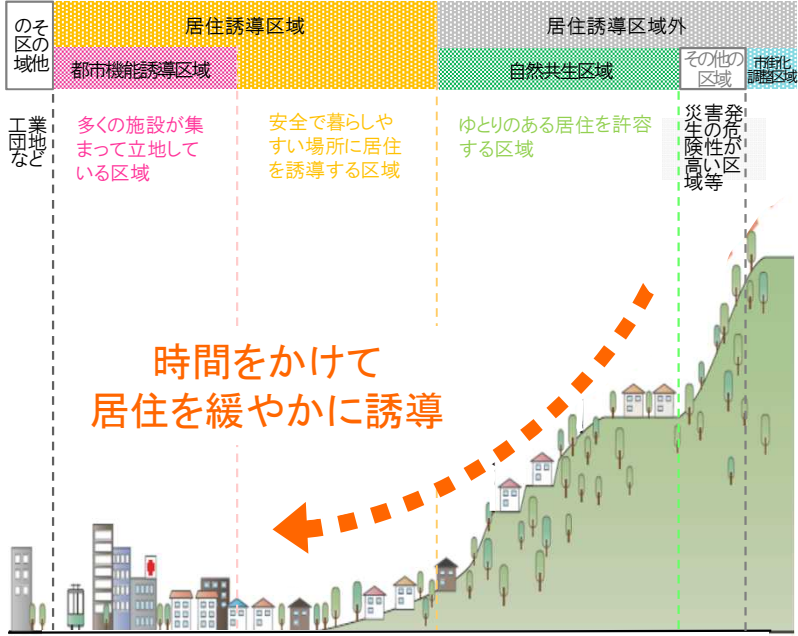 その他
の区域
居住誘導区域
居住誘導区域外
都市機能誘導区域
自然共生区域
その他の
区域
市街化
調整区域
工業
団地
など
多くの施設が集
まって立地して
いる区域
安全で暮らしや
すい場所に居住
を誘導する区域
ゆとりのある居住を許容
する区域
災害発
生の危
険性が
高い区
域等
時間をかけて
居住を緩やかに誘導